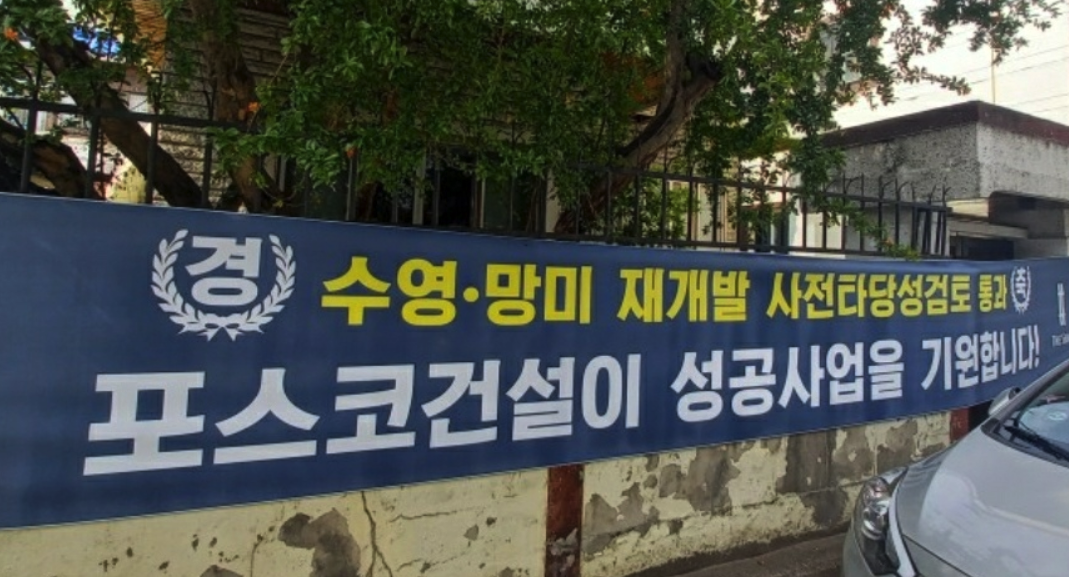 경 수영·망미 재개발 사전타당성검토 통과 축
포스코건설이 성공사업을 기원합니다!